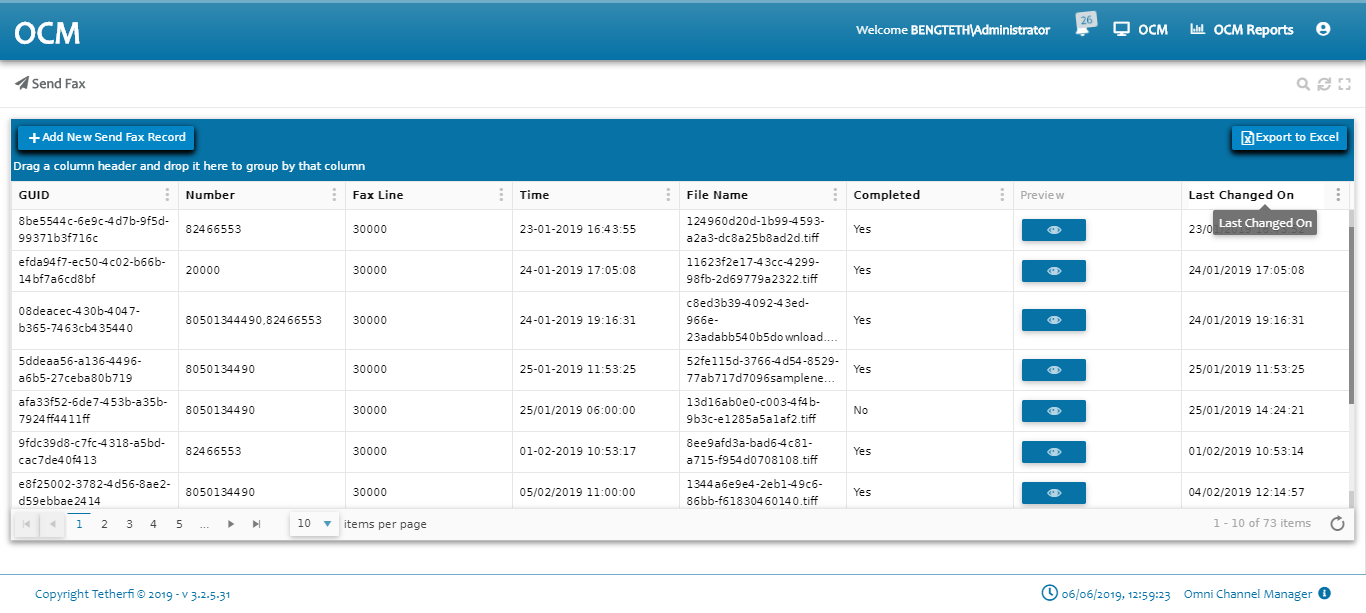 OCM
Welcome BENGTETH\Administrator
26
OCM
OCM Reports
Send Fax
Add New Send Fax Record
Export to Excel
Drag a column header and drop it here to group by that column
GUID Number Fax Line Time File Name Completed Preview Last Changed On
Last Changed On
8be5544c-6e9c-4d7b-9f5d-
99371b3f716c
82466553
30000
23-01-2019 16:43:55
124960d20d-1b99-4593-
a2a3-dc8a25b8ad2d.tiff
Yes
efda94f7-ec50-4c02-b66b-
14bf7a6cd8bf
20000
30000
24-01-2019 17:05:08
11623f2e17-43cc-4299-
98fb-2d69779a2322.tiff
Yes
24/01/2019 17:05:08
08deacec-430b-4047-
b365-7463cb435440
80501344490,82466553
30000
24-01-2019 19:16:31
c8ed3b39-4092-43ed-
966e-
23adabb540b5download....
Yes
24/01/2019 19:16:31
5ddeaa56-a136-4496-
a6b5-27ceba80b719
8050134490
30000
25-01-2019 11:53:25
52fe115d-3766-4d54-8529-
77ab717d7096samplene...
Yes
25/01/2019 11:53:25
afa33f52-6de7-453b-a35b-
7924ff4411ff
8050134490
30000
25/01/2019 06:00:00
13d16ab0e0-c003-4f4b-
9b3c-e1285a5a1af2.tiff
No
25/01/2019 14:24:21
9fdc39d8-c7fc-4318-a5bd-
cac7de40f413
82466553
30000
01-02-2019 10:53:17
8ee9afd3a-bad6-4c81-
a715-f954d0708108.tiff
Yes
01/02/2019 10:53:14
e8f25002-3782-4d56-8ae2-
d59ebbae2414
8050134490
30000
05/02/2019 11:00:00
1344a6e9e4-2eb1-49c6-
86bb-f61830460140.tiff
Yes
04/02/2019 12:14:57
1 2 3 4 5 ...
10 items per page
1 - 10 of 73 items
Copyright Tetherfi © 2019 - v 3.2.5.31
06/06/2019, 12:59:23
Omni Channel Manager